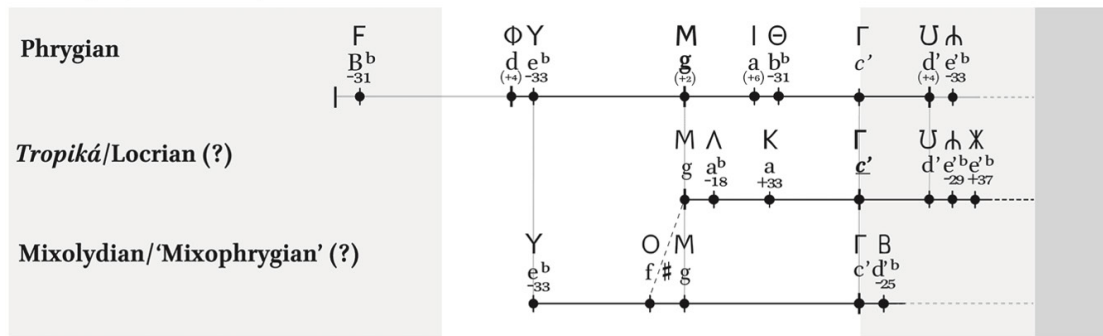 F Φ Υ M I Θ Γ Ʊ ⅄
Phrygian B♭ d e♭ g a b♭ c’ d’ e’♭
-31 (+4) -33 (+2) (+6) -31 (+4) -33
M Λ K Γ Ʊ Ж
Tropiká/Locrian (?) g a♭ a c’ d’ e’♭ e’♭
-18 +33 -29 +37
Υ O M Γ B
Mixolydian/‘Mixophrygian’ (?) e♭ f♯ g c’ d’♭
-33 -25